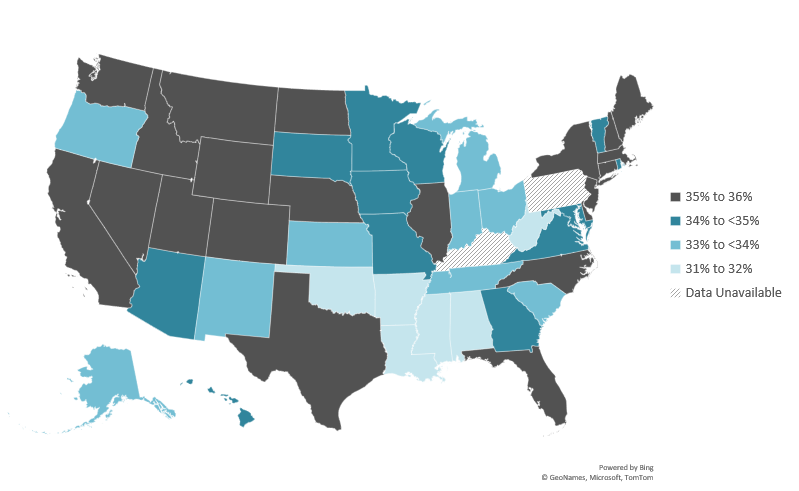 35% to 36%
34% to <35%
33% to <34%
31% to 32%
Data Unavailable
Powered by Bing
© GeoNames, Microsoft, TomTom